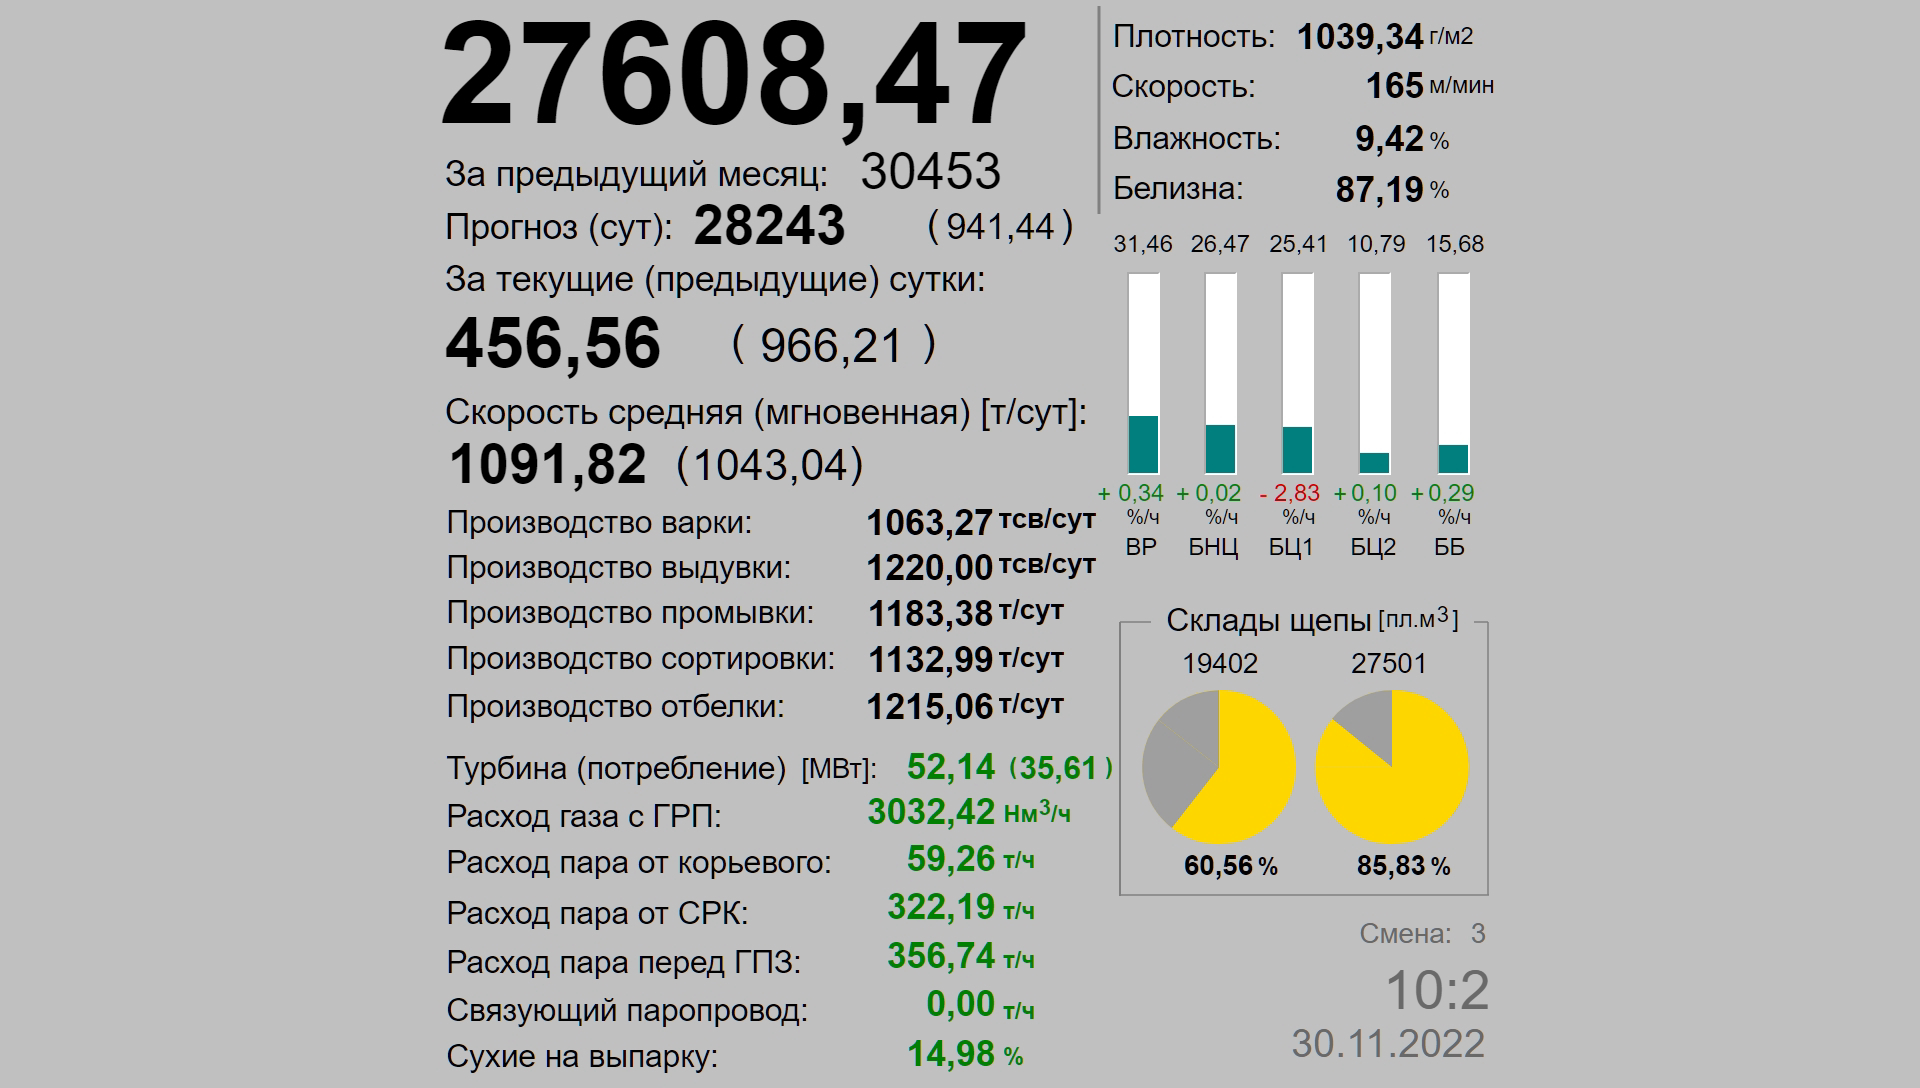 27608,47
За предыдущий месяц: 30453
Прогноз (сут): 28243 (941,44)
За текущие (предыдущие) сутки:
456,56 ( 966,21 )
Скорость средняя (мгновенная) [т/сут]:
1091,82 (1043,04)
Производство варки: 1063,27 тсв/сут
Производство выдувки: 1220,00 тсв/сут
Производство промывки: 1183,38 т/сут
Производство сортировки: 1132,99 т/сут
Производство отбелки: 1215,06 т/сут
Турбина (потребление) [МВт]: 52,14 (35,61)
Расход газа с ГРП: 3032,42 Нм³/ч
Расход пара от корьевого: 59,26 т/ч
Расход пара от СРК: 322,19 т/ч
Расход пара перед ГПЗ: 356,74 т/ч
Связующий паропровод: 0,00 т/ч
Сухие на выпарку: 14,98 %
Плотность: 1039,34 г/м2
Скорость: 165 м/мин
Влажность: 9,42 %
Белизна: 87,19 %
31,46 26,47 25,41 10,79 15,68
+ 0,34 + 0,02 - 2,83 + 0,10 + 0,29
%/ч %/ч %/ч %/ч %/ч
ВР БНЦ БЦ1 БЦ2 ББ
Склады щепы [пл.м³]
19402 27501
60,56 % 85,83 %
Смена: 3
10:2
30.11.2022